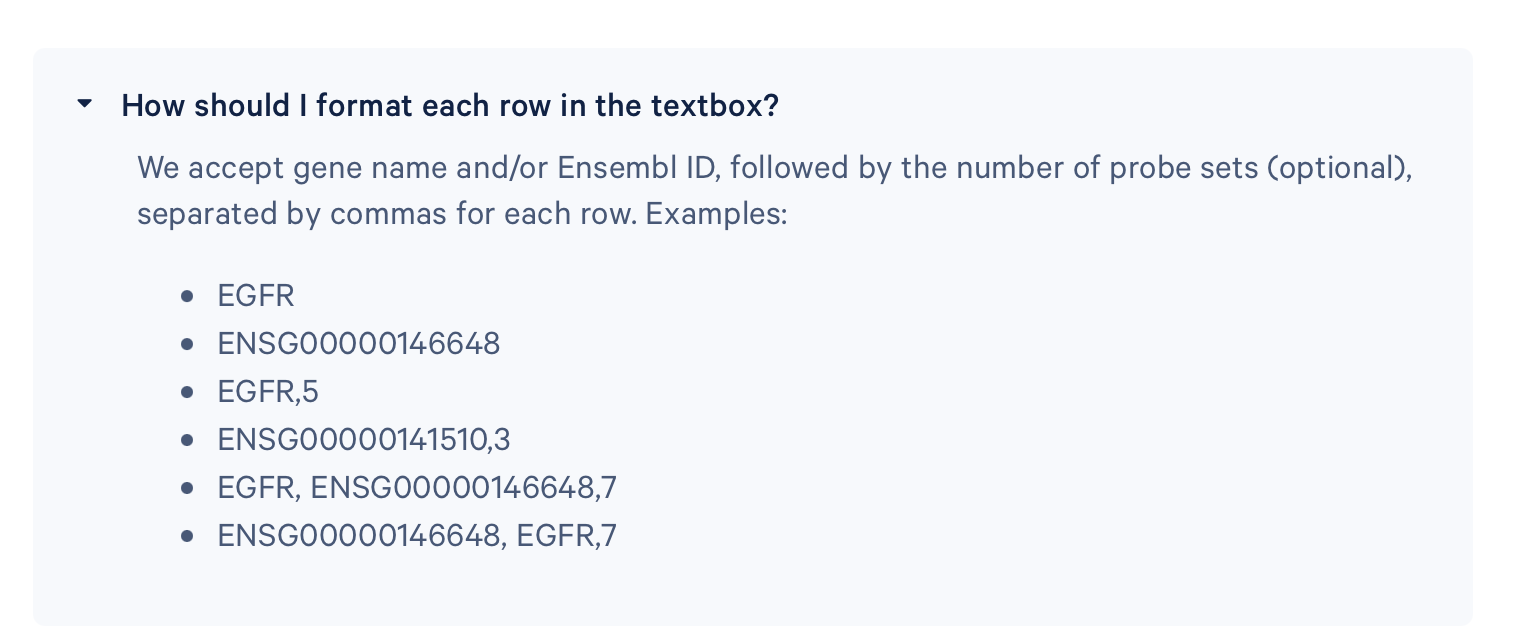 How should I format each row in the textbox?
We accept gene name and/or Ensembl ID, followed by the number of probe sets (optional),
separated by commas for each row. Examples:
EGFR
ENSG00000146648
EGFR,5
ENSG00000141510,3
EGFR, ENSG00000146648,7
ENSG00000146648, EGFR,7